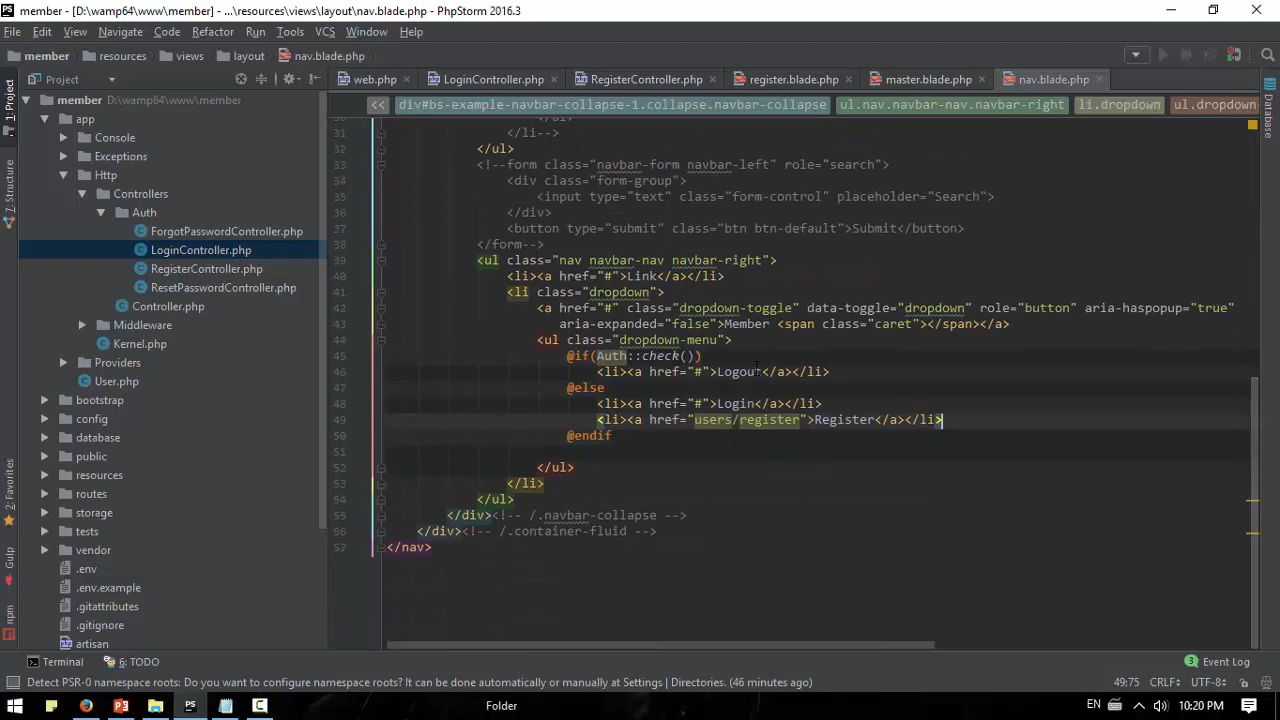 PS member - [D:\wamp64\www\member] - ...\resources\views\layout\nav.blade.php - PhpStorm 2016.3
File Edit View Navigate Code Refactor Run Tools VCS Window Help
member resources views layout nav.blade.php
Project
web.php LoginController.php RegisterController.php register.blade.php master.blade.php nav.blade.php
<< div#bs-example-navbar-collapse-1.collapse.navbar-collapse ul.nav.navbar-nav.navbar-right li.dropdown ul.dropdown-
1: Project
7: Structure
2: Favorites
Gulp
npm
Database
member D:\wamp64\www\member
app
Console
Exceptions
Http
Controllers
Auth
ForgotPasswordController.php
LoginController.php
RegisterController.php
ResetPasswordController.php
Controller.php
Middleware
Kernel.php
Providers
User.php
bootstrap
config
database
public
resources
routes
storage
tests
vendor
.env
.env.example
.gitattributes
.gitignore
artisan
31 </li-->
32 </ul>
33 <!--form class="navbar-form navbar-left" role="search">
34 <div class="form-group">
35 <input type="text" class="form-control" placeholder="Search">
36 </div>
37 <button type="submit" class="btn btn-default">Submit</button>
38 </form-->
39 <ul class="nav navbar-nav navbar-right">
40 <li><a href="#">Link</a></li>
41 <li class="dropdown">
42 <a href="#" class="dropdown-toggle" data-toggle="dropdown" role="button" aria-haspopup="true"
43 aria-expanded="false">Member <span class="caret"></span></a>
44 <ul class="dropdown-menu">
45 @if(Auth::check())
46 <li><a href="#">Logout</a></li>
47 @else
48 <li><a href="#">Login</a></li>
49 <li><a href="users/register">Register</a></li>
50 @endif
51
52 </ul>
53 </li>
54 </ul>
55 </div><!-- /.navbar-collapse -->
56 </div><!-- /.container-fluid -->
57 </nav>
Terminal 6: TODO 3 Event Log
Detect PSR-0 namespace roots: Do you want to configure namespace roots? It can be done automatically or manually at Settings | Directories. (46 minutes ago) 49:75 CRLF÷ UTF-8÷
Folder EN 10:20 PM